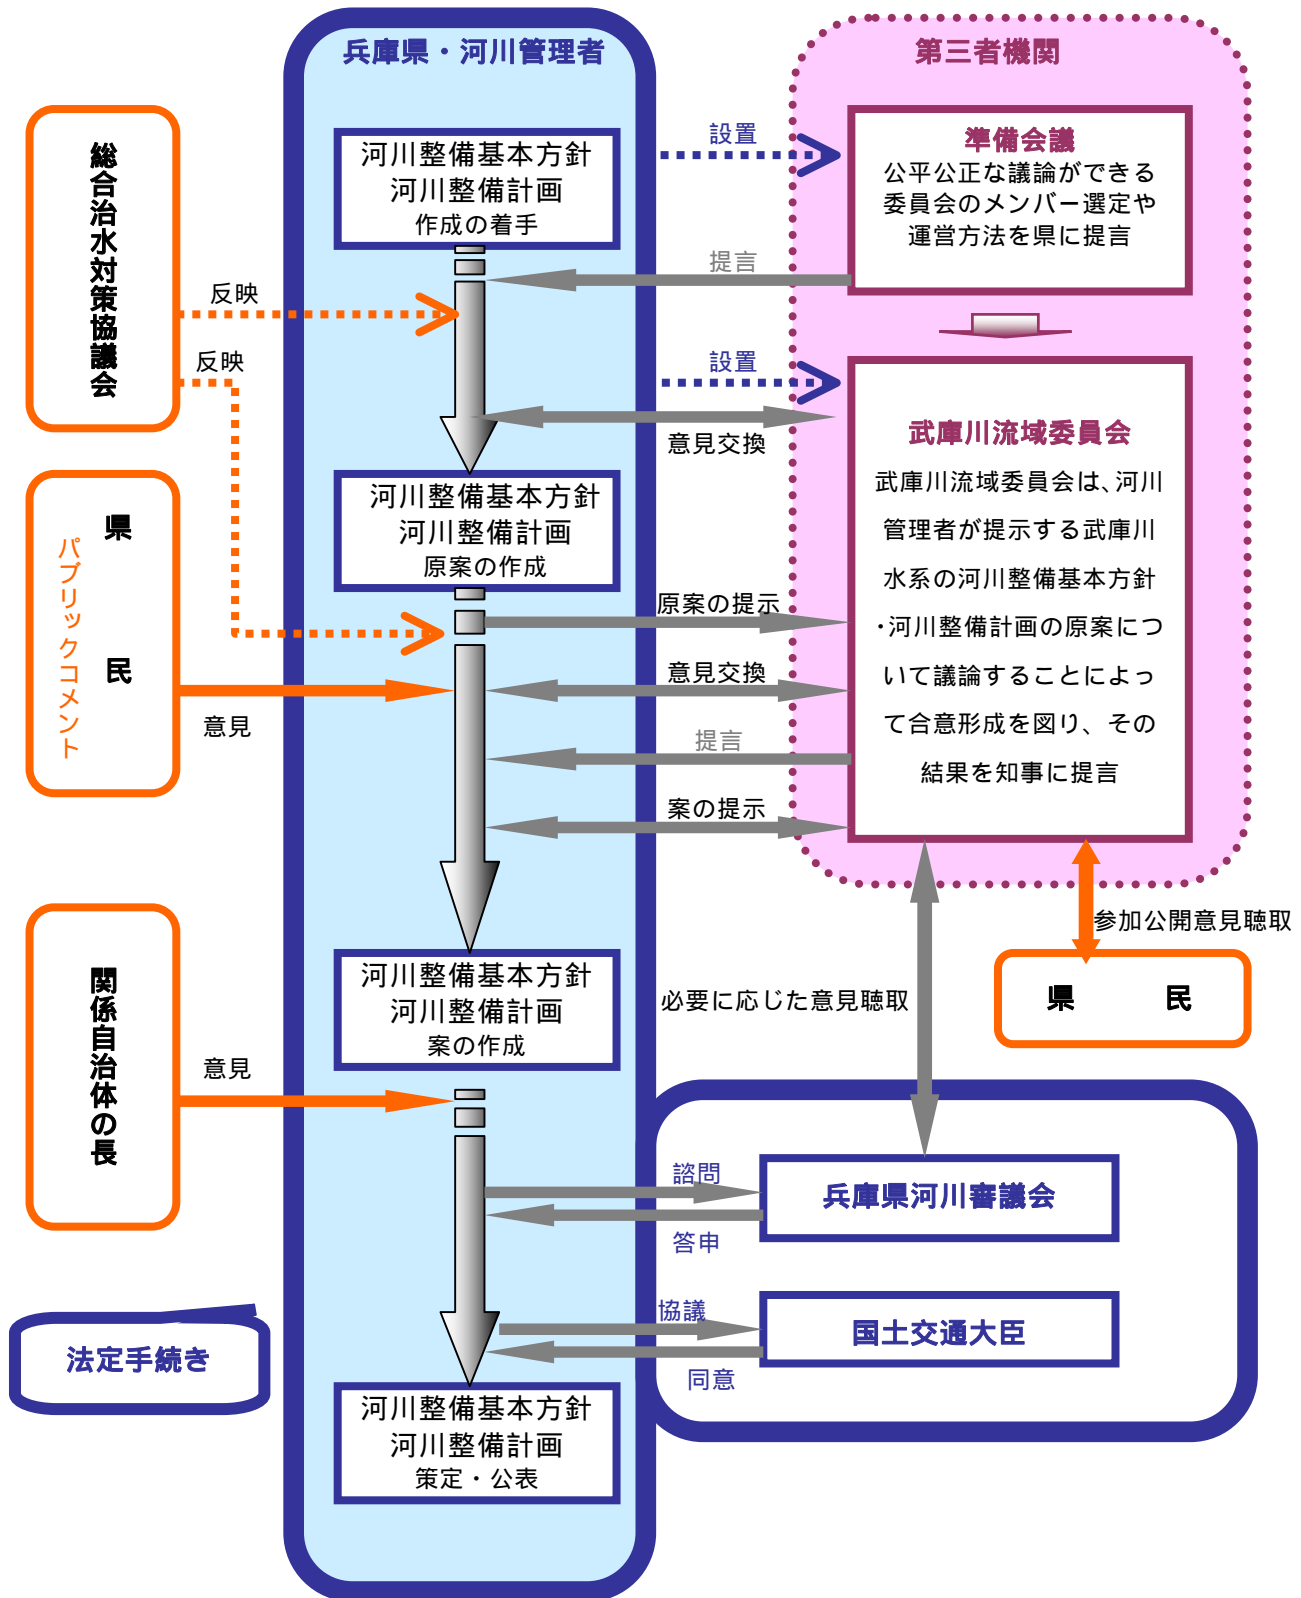 兵庫県・河川管理者
第三者機関
総合治水対策協議会
河川整備基本方針
河川整備計画
作成の着手
設置
準備会議
公平公正な議論ができる
委員会のメンバー選定や
運営方法を県に提言
提言
反映
反映
設置
意見交換
武庫川流域委員会
武庫川流域委員会は、河川
管理者が提示する武庫川
水系の河川整備基本方針
・河川整備計画の原案につ
いて議論することによっ
て合意形成を図り、その
結果を知事に提言
県民
パブリックコメント
意見
河川整備基本方針
河川整備計画
原案の作成
原案の提示
意見交換
提言
案の提示
参加公開意見聴取
県民
必要に応じた意見聴取
関係自治体の長
意見
河川整備基本方針
河川整備計画
案の作成
諮問
兵庫県河川審議会
答申
協議
国土交通大臣
同意
法定手続き
河川整備基本方針
河川整備計画
策定・公表